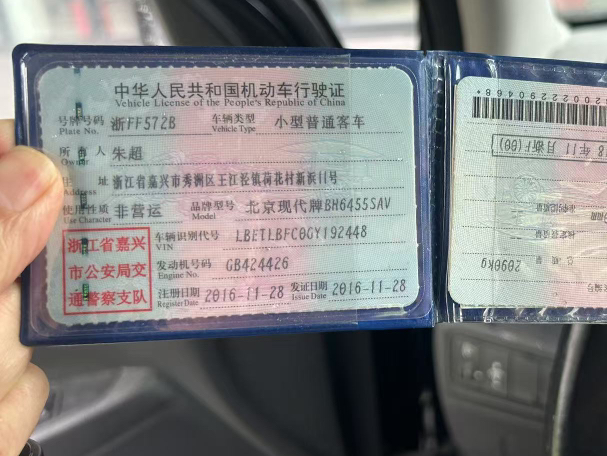 中华人民共和国机动车行驶证
Vehicle License of the People's Republic of China
号牌号码 浙FF572B 车辆类型 小型普通客车
Plate No. Vehicle Type
所有人 朱超
Owner
住址 浙江省嘉兴市秀洲区王江泾镇荷花村新浜11号
Address
使用性质 非营运 品牌型号 北京现代牌BH6455SAV
Use Character Model
浙江省嘉兴
市公安局交
通警察支队
车辆识别代号 LBETLBFC0GY192448
VIN
发动机号码 GB424426
Engine No.
注册日期 2016-11-28 发证日期 2016-11-28
Register Date Issue Date
2090kg